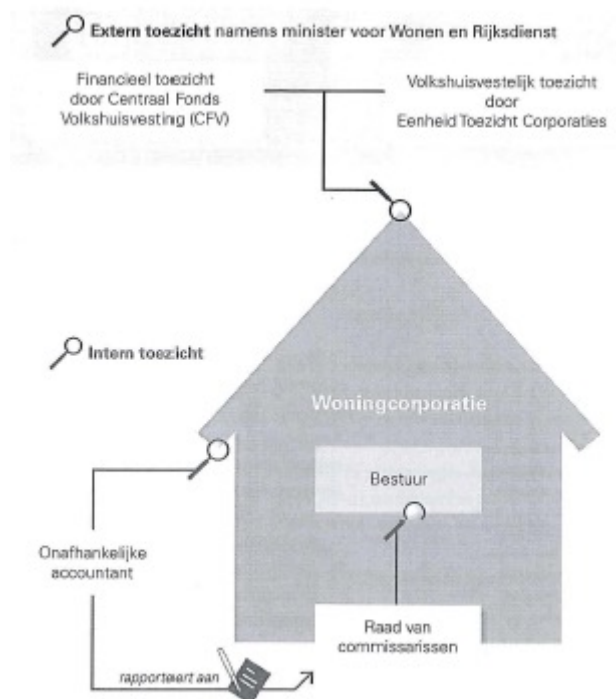 Extern toezicht namens minister voor Wonen en Rijksdienst
Financieel toezicht
door Centraal Fonds
Volkshuisvesting (CFV)
Volkshuisvestelijk toezicht
door
Eenheid Toezicht Corporaties
Intern toezicht
Woningcorporatie
Bestuur
Onafhankelijke
accountant
Raad van
commissarissen
rapporteert aan